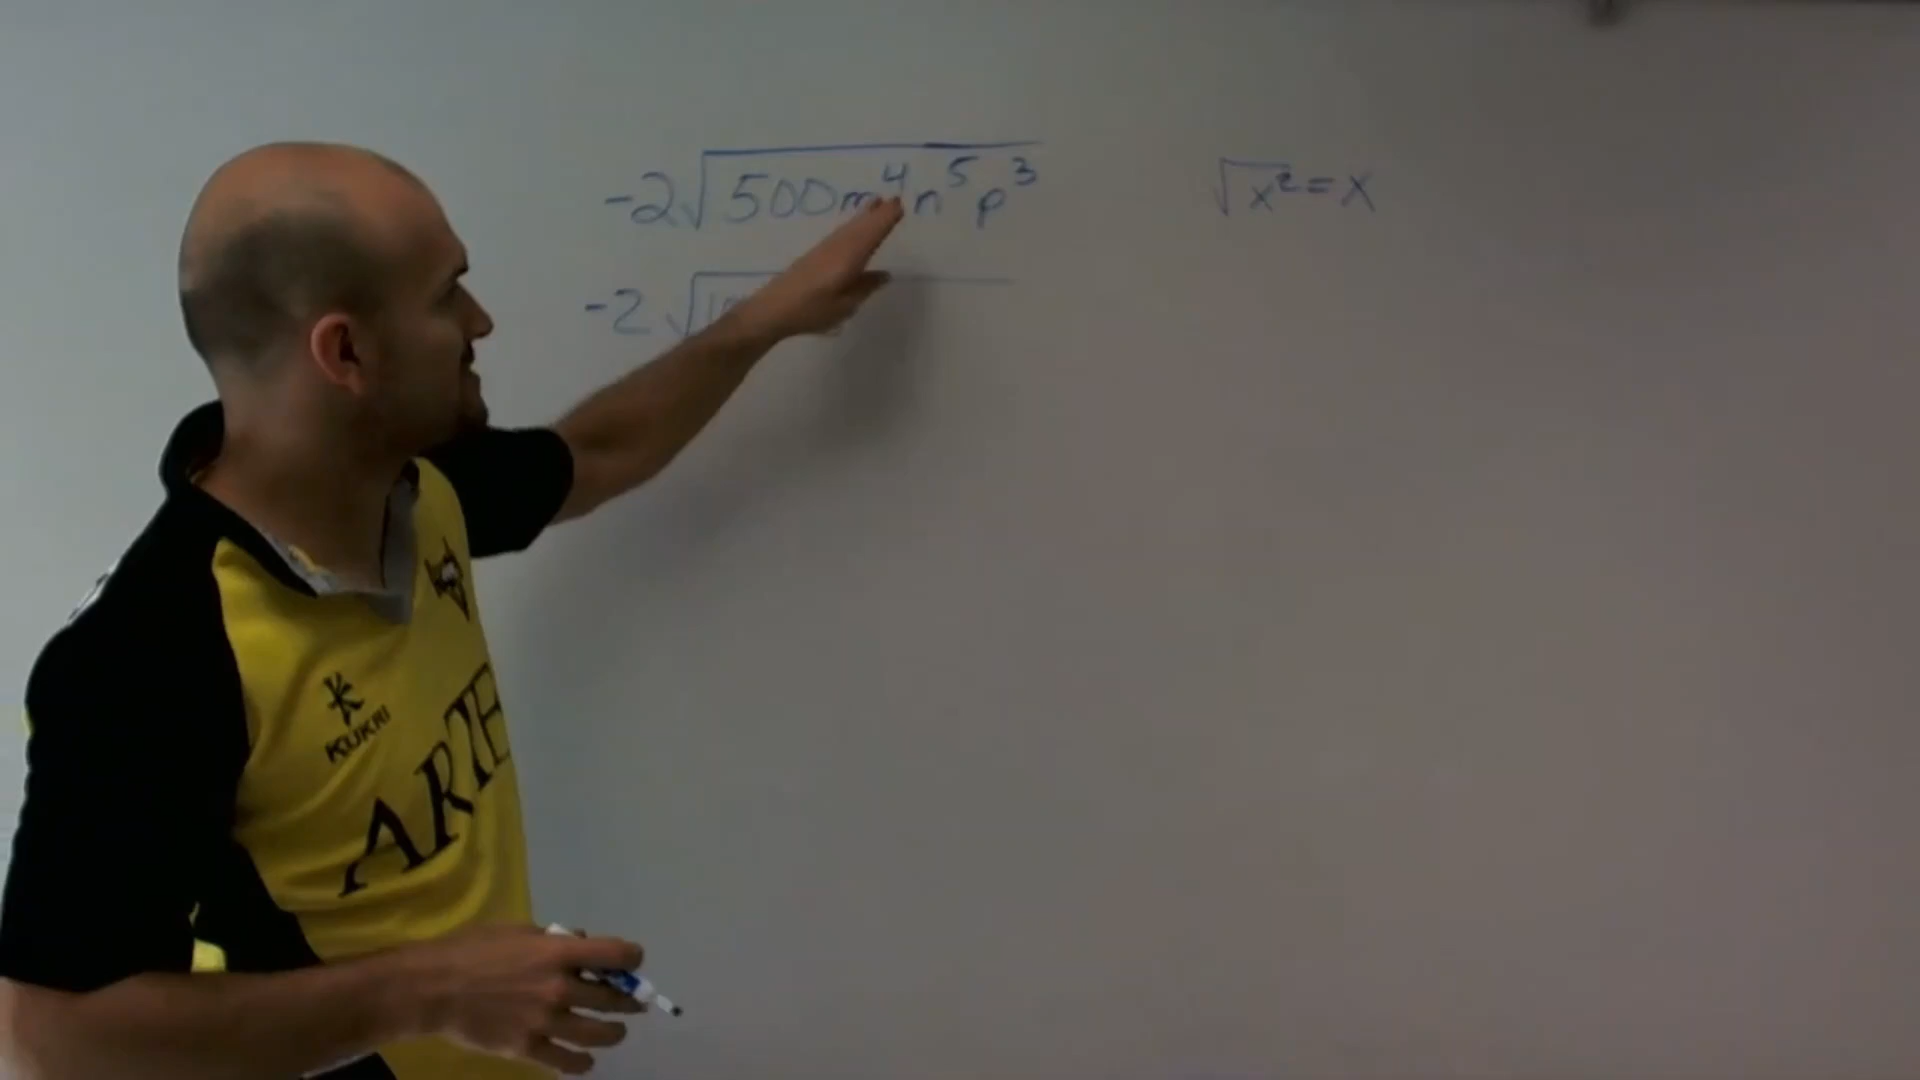 -2√500m⁴n⁵p³
√x² = x
-2√
KUKRI